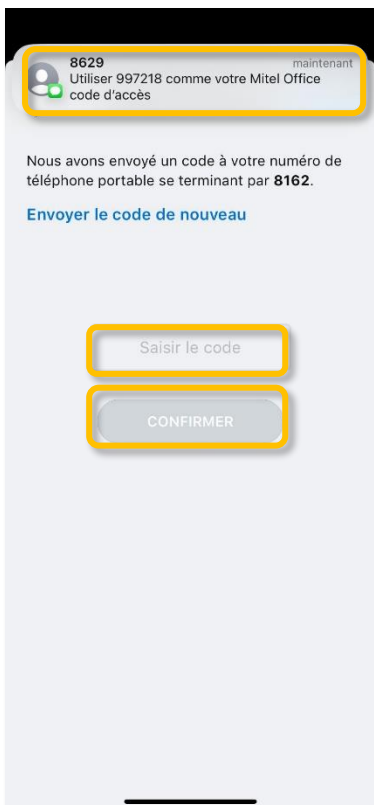 8629 maintenant
Utiliser 997218 comme votre Mitel Office
code d'accès
Nous avons envoyé un code à votre numéro de
téléphone portable se terminant par 8162.
Envoyer le code de nouveau
Saisir le code
CONFIRMER